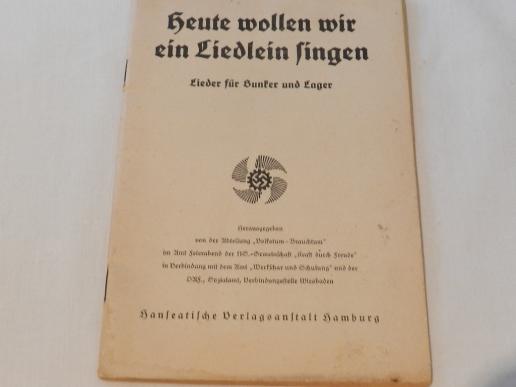 Heute wollen wir
ein Liedlein singen
Lieder für Bunker und Lager
Herausgegeben
von der Abteilung „Volkstum-Brauchtum"
im Amt Feierabend der NS.-Gemeinschaft „Kraft durch Freude"
in Verbindung mit dem Amt „Werkschar und Schulung" und der
DAF., Sozialamt, Verbindungsstelle Wiesbaden
Hanseatische Verlagsanstalt Hamburg